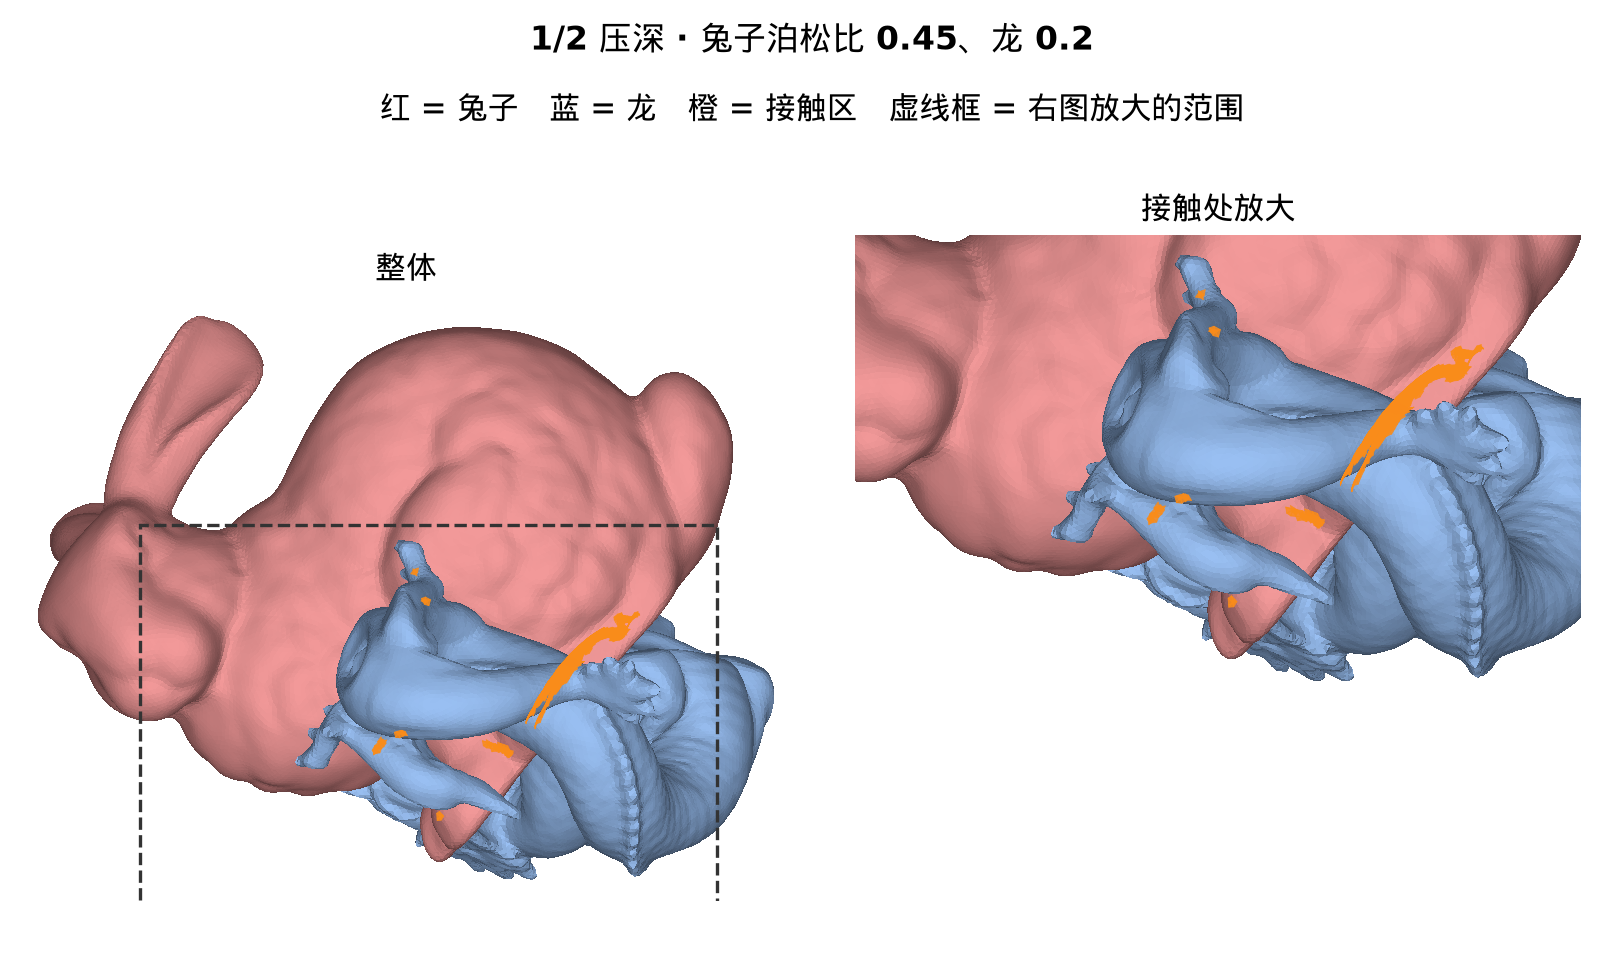 1/2 压深 · 兔子泊松比 0.45、龙 0.2
红 = 兔子 蓝 = 龙 橙 = 接触区 虚线框 = 右图放大的范围
接触处放大
整体